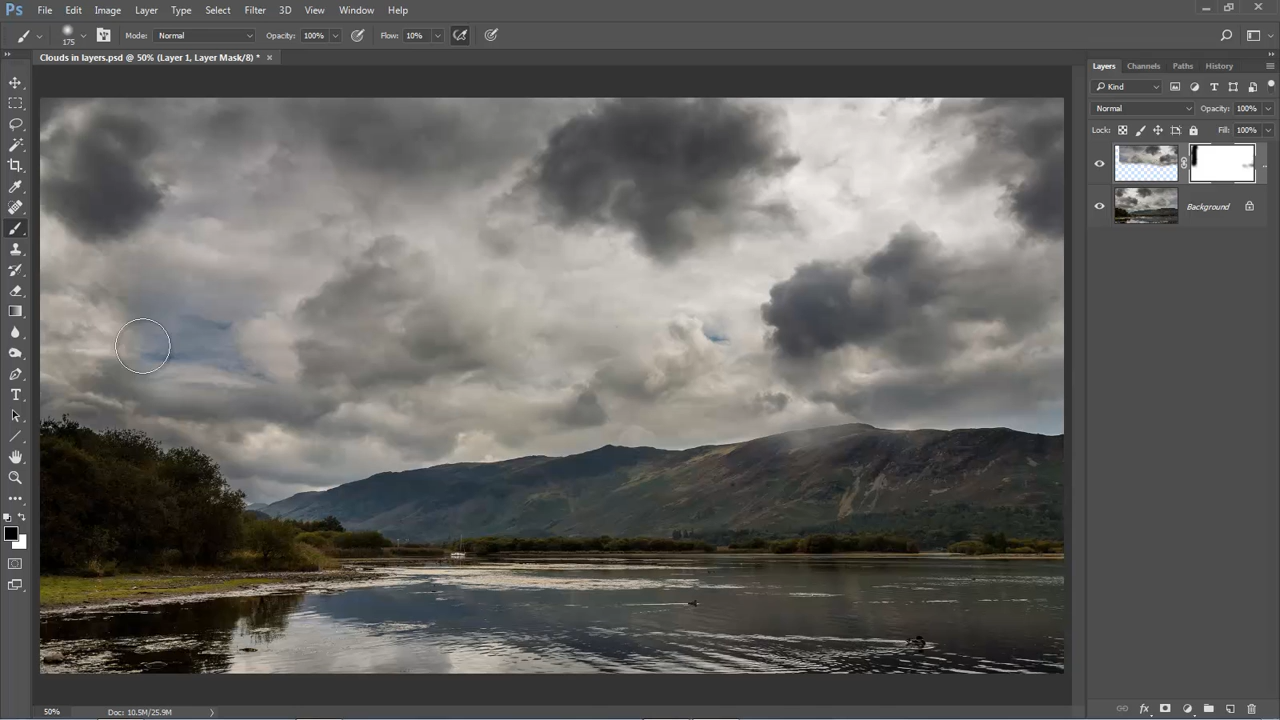 Ps File Edit Image Layer Type Select Filter 3D View Window Help
175 Mode: Normal Opacity: 100% Flow: 10%
Clouds in layers.psd @ 50% (Layer 1, Layer Mask/8) * ×
Layers Channels Paths History
Kind
Normal Opacity: 100%
Lock: Fill: 100%
Background
50% Doc: 10.5M/25.9M